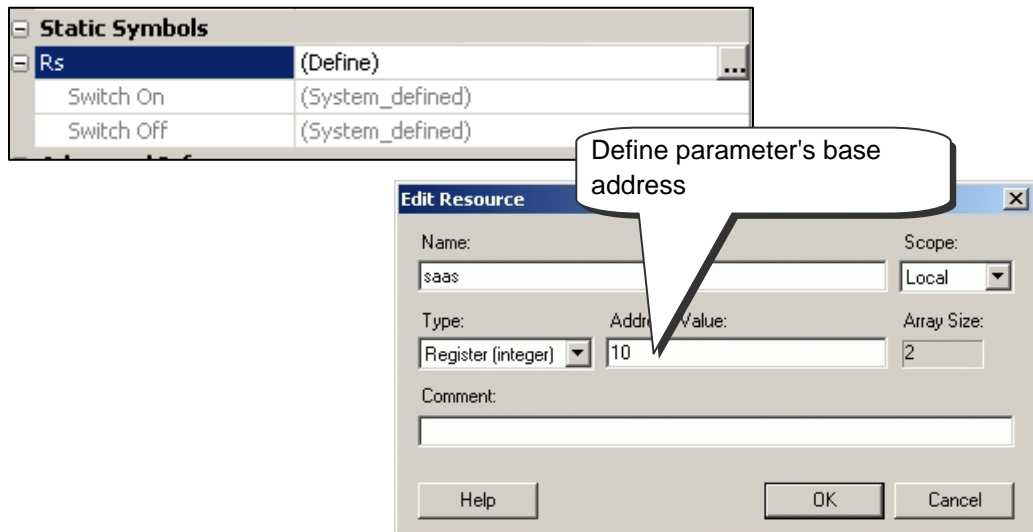 Static Symbols
Rs (Define) ...
Switch On (System_defined)
Switch Off (System_defined)
Define parameter's base
address
Edit Resource
Name: Scope:
saas Local
Type: Value: Array Size:
Register (integer) 10 2
Comment:
Help OK Cancel